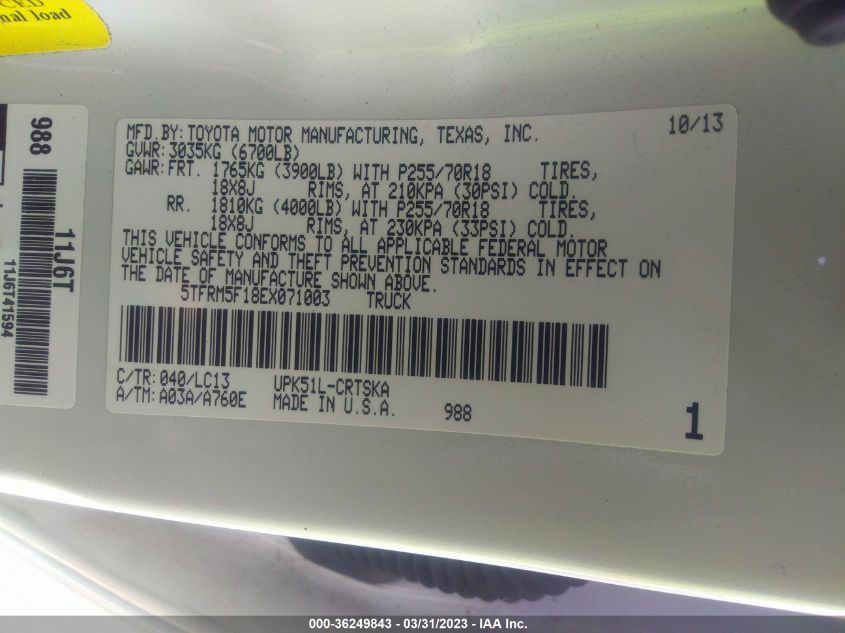 CED
nal load
988
11J6T
11J6T41594
MFD.BY:TOYOTA MOTOR MANUFACTURING, TEXAS, INC. 10/13
GVWR:3035KG (6700LB)
GAWR:FRT. 1765KG (3900LB) WITH P255/70R18 TIRES,
18X8J RIMS, AT 210KPA (30PSI) COLD.
RR. 1810KG (4000LB) WITH P255/70R18 TIRES,
18X8J RIMS, AT 230KPA (33PSI) COLD.
THIS VEHICLE CONFORMS TO ALL APPLICABLE FEDERAL MOTOR
VEHICLE SAFETY AND THEFT PREVENTION STANDARDS IN EFFECT ON
THE DATE OF MANUFACTURE SHOWN ABOVE.
5TFRM5F18EX071003 TRUCK
C/TR:040/LC13 UPK51L-CRTSKA
A/TM:A03A/A760E MADE IN U.S.A. 988 1
000-36249843 - 03/31/2023 - IAA Inc.